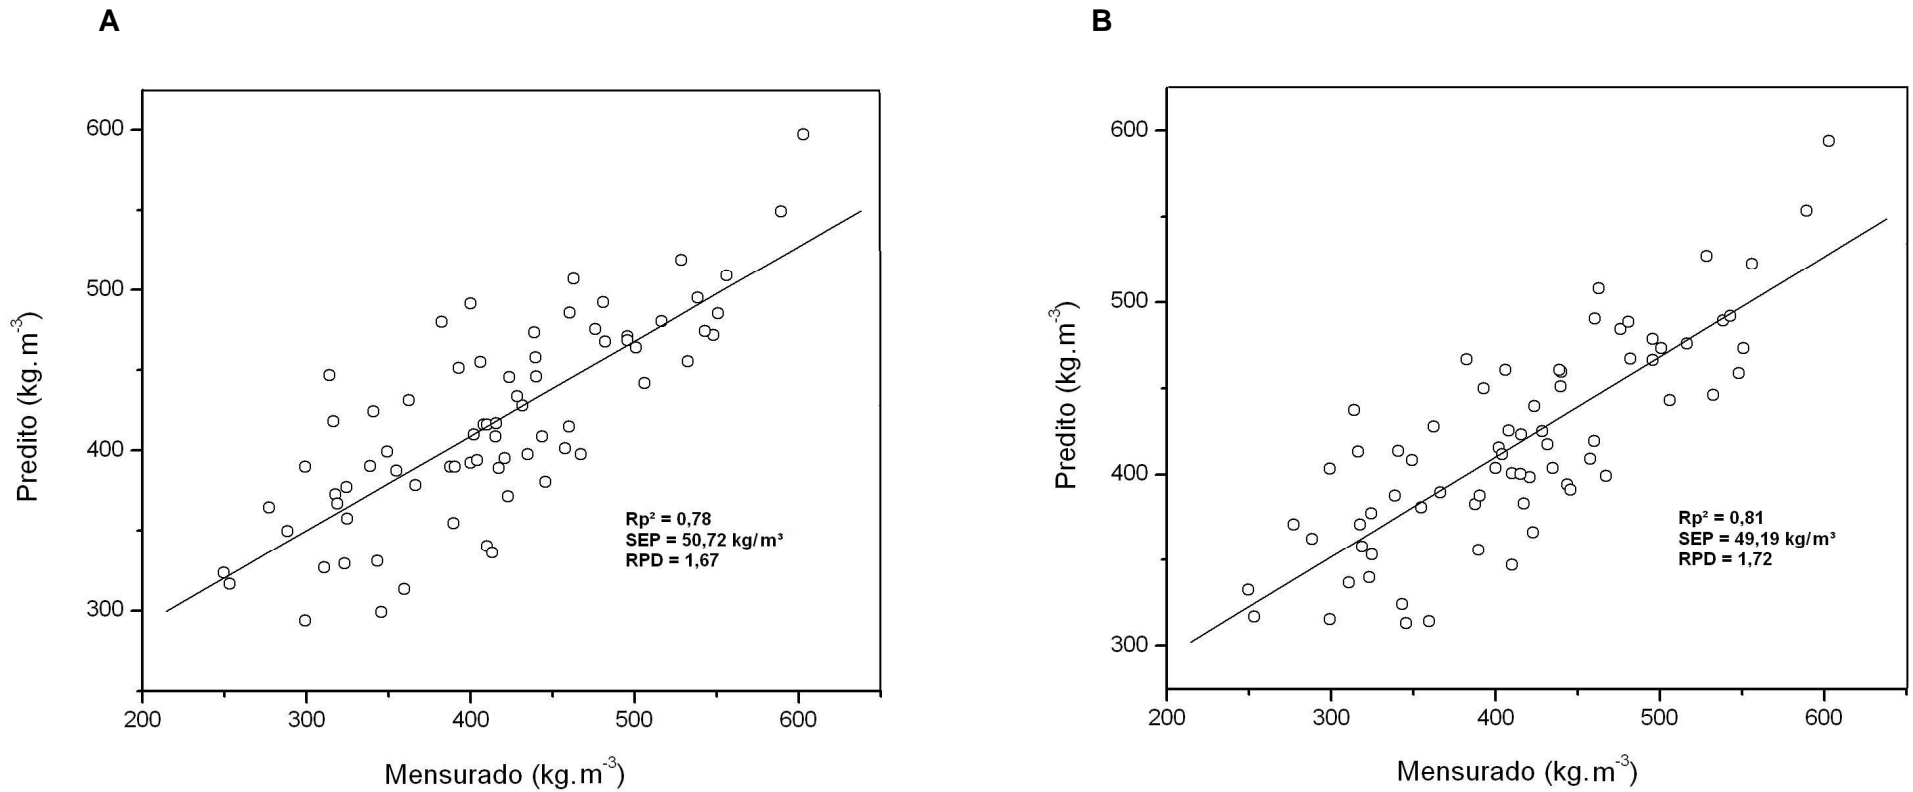 A
600
500
400
300
200
300
400
500
600
Predito (kg.m⁻³)
Mensurado (kg.m⁻³)
Rp² = 0,78
SEP = 50,72 kg/m³
RPD = 1,67
B
600
500
400
300
200
300
400
500
600
Predito (kg.m⁻³)
Mensurado (kg.m⁻³)
Rp² = 0,81
SEP = 49,19 kg/m³
RPD = 1,72